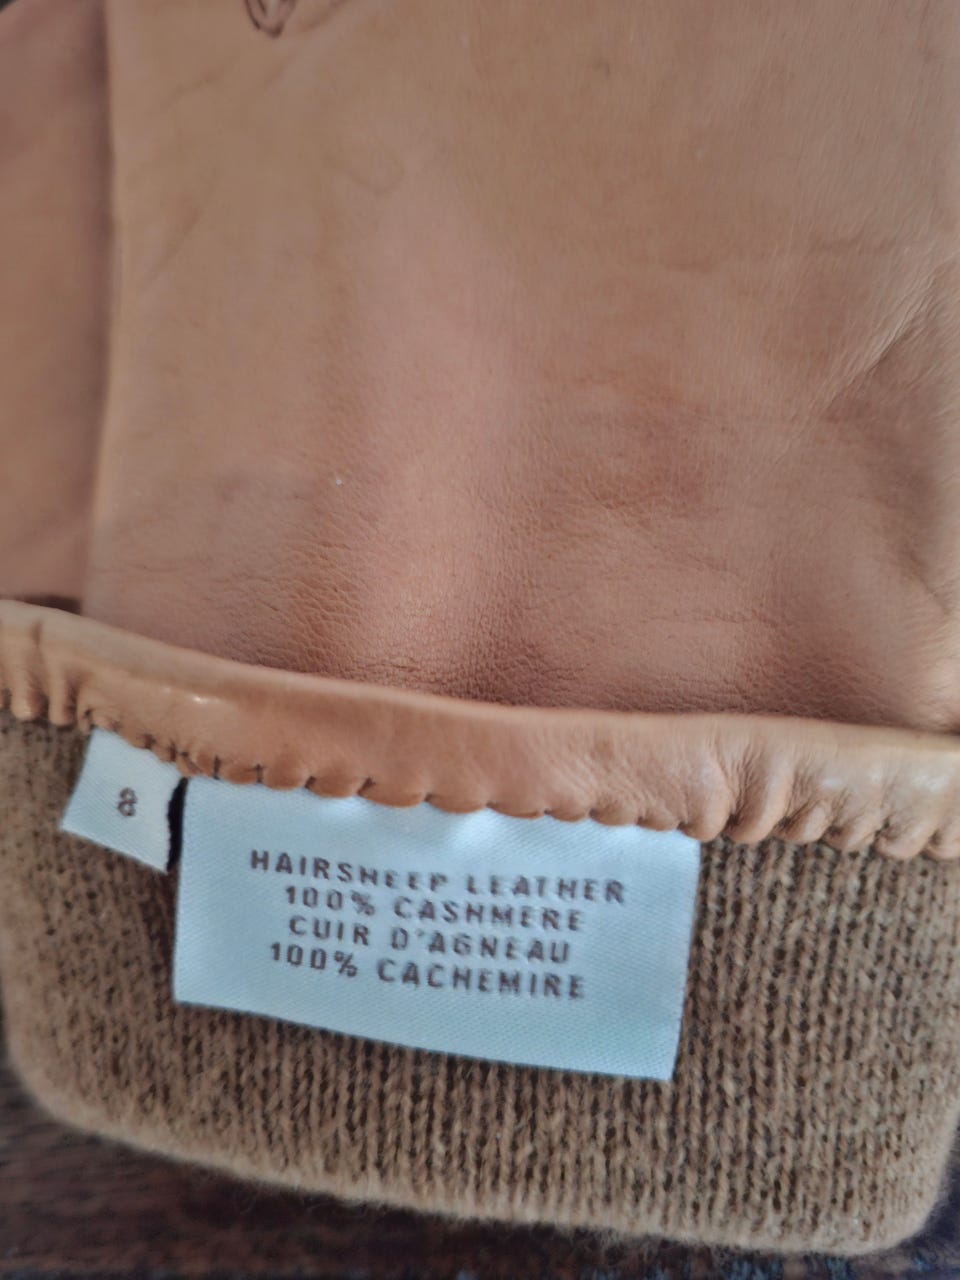 8
HAIRSHEEP LEATHER
100% CASHMERE
CUIR D'AGNEAU
100% CACHEMIRE